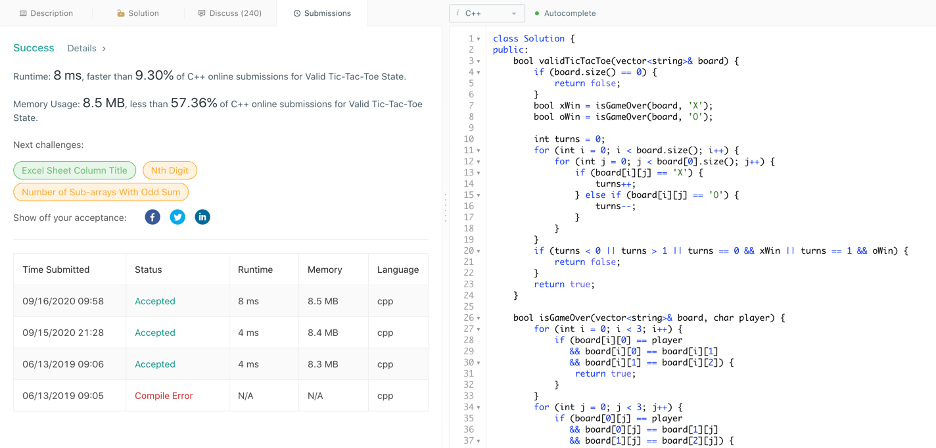 Description
Solution
Discuss (240)
Submissions
Success Details ›
Runtime: 8 ms, faster than 9.30% of C++ online submissions for Valid Tic-Tac-Toe State.
Memory Usage: 8.5 MB, less than 57.36% of C++ online submissions for Valid Tic-Tac-Toe
State.
Next challenges:
Excel Sheet Column Title
Nth Digit
Number of Sub-arrays With Odd Sum
Show off your acceptance:
Time Submitted Status Runtime Memory Language
09/16/2020 09:58 Accepted 8 ms 8.5 MB cpp
09/15/2020 21:28 Accepted 4 ms 8.4 MB cpp
06/13/2019 09:06 Accepted 4 ms 8.3 MB cpp
06/13/2019 09:05 Compile Error N/A N/A cpp
i C++
Autocomplete
1 class Solution {
2 public:
3 bool validTicTacToe(vector<string>& board) {
4 if (board.size() == 0) {
5 return false;
6 }
7 bool xWin = isGameOver(board, 'X');
8 bool oWin = isGameOver(board, 'O');
9
10 int turns = 0;
11 for (int i = 0; i < board.size(); i++) {
12 for (int j = 0; j < board[0].size(); j++) {
13 if (board[i][j] == 'X') {
14 turns++;
15 } else if (board[i][j] == 'O') {
16 turns--;
17 }
18 }
19 }
20 if (turns < 0 || turns > 1 || turns == 0 && xWin || turns == 1 && oWin) {
21 return false;
22 }
23 return true;
24 }
25
26 bool isGameOver(vector<string>& board, char player) {
27 for (int i = 0; i < 3; i++) {
28 if (board[i][0] == player
29 && board[i][0] == board[i][1]
30 && board[i][1] == board[i][2]) {
31 return true;
32 }
33 }
34 for (int j = 0; j < 3; j++) {
35 if (board[0][j] == player
36 && board[0][j] == board[1][j]
37 && board[1][j] == board[2][j]) {